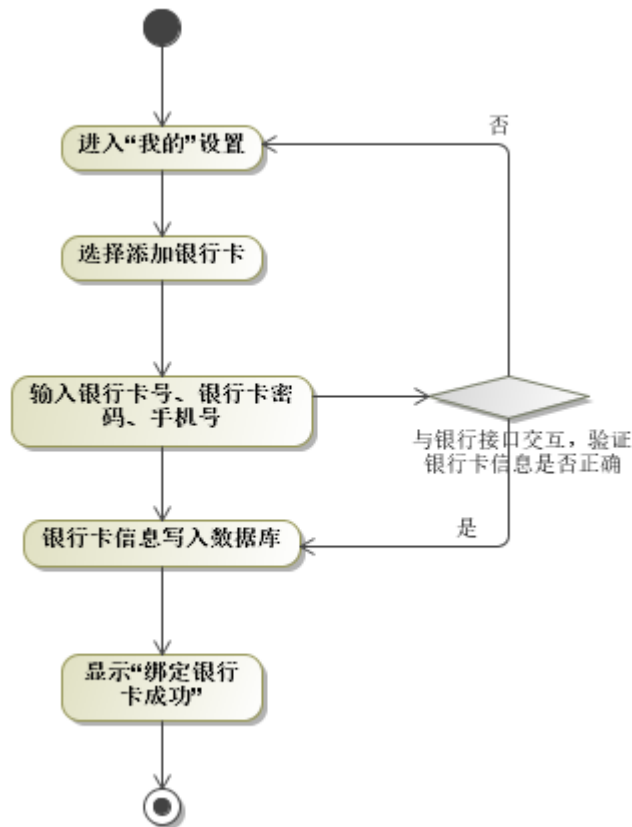 否
进入“我的”设置
选择添加银行卡
输入银行卡号、银行卡密
码、手机号
与银行接口交互，验证
银行卡信息是否正确
是
银行卡信息写入数据库
显示“绑定银行
卡成功”